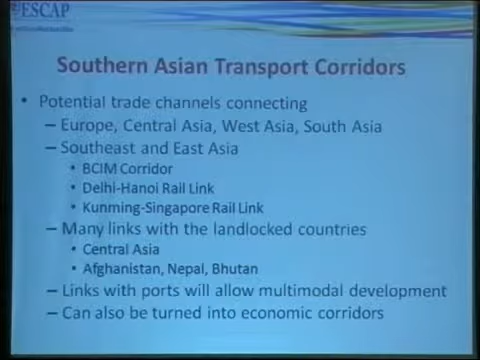 ESCAP
Southern Asian Transport Corridors
• Potential trade channels connecting
– Europe, Central Asia, West Asia, South Asia
– Southeast and East Asia
• BCIM Corridor
• Delhi-Hanoi Rail Link
• Kunming-Singapore Rail Link
– Many links with the landlocked countries
• Central Asia
• Afghanistan, Nepal, Bhutan
– Links with ports will allow multimodal development
– Can also be turned into economic corridors